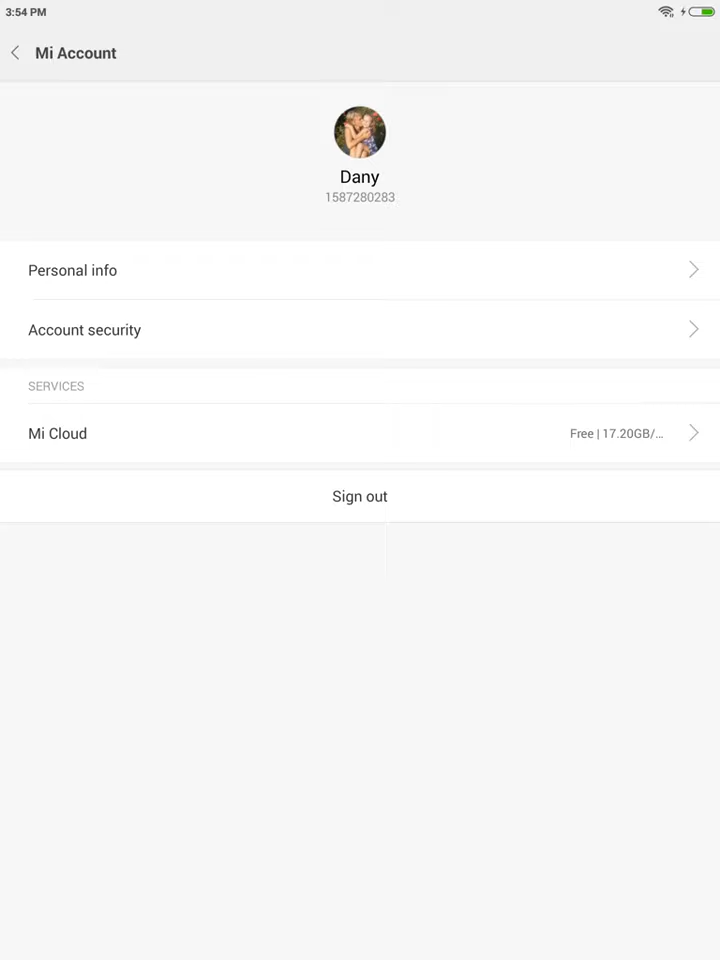 3:54 PM
Mi Account
Dany
1587280283
Personal info
Account security
SERVICES
Mi Cloud
Free | 17.20GB/...
Sign out